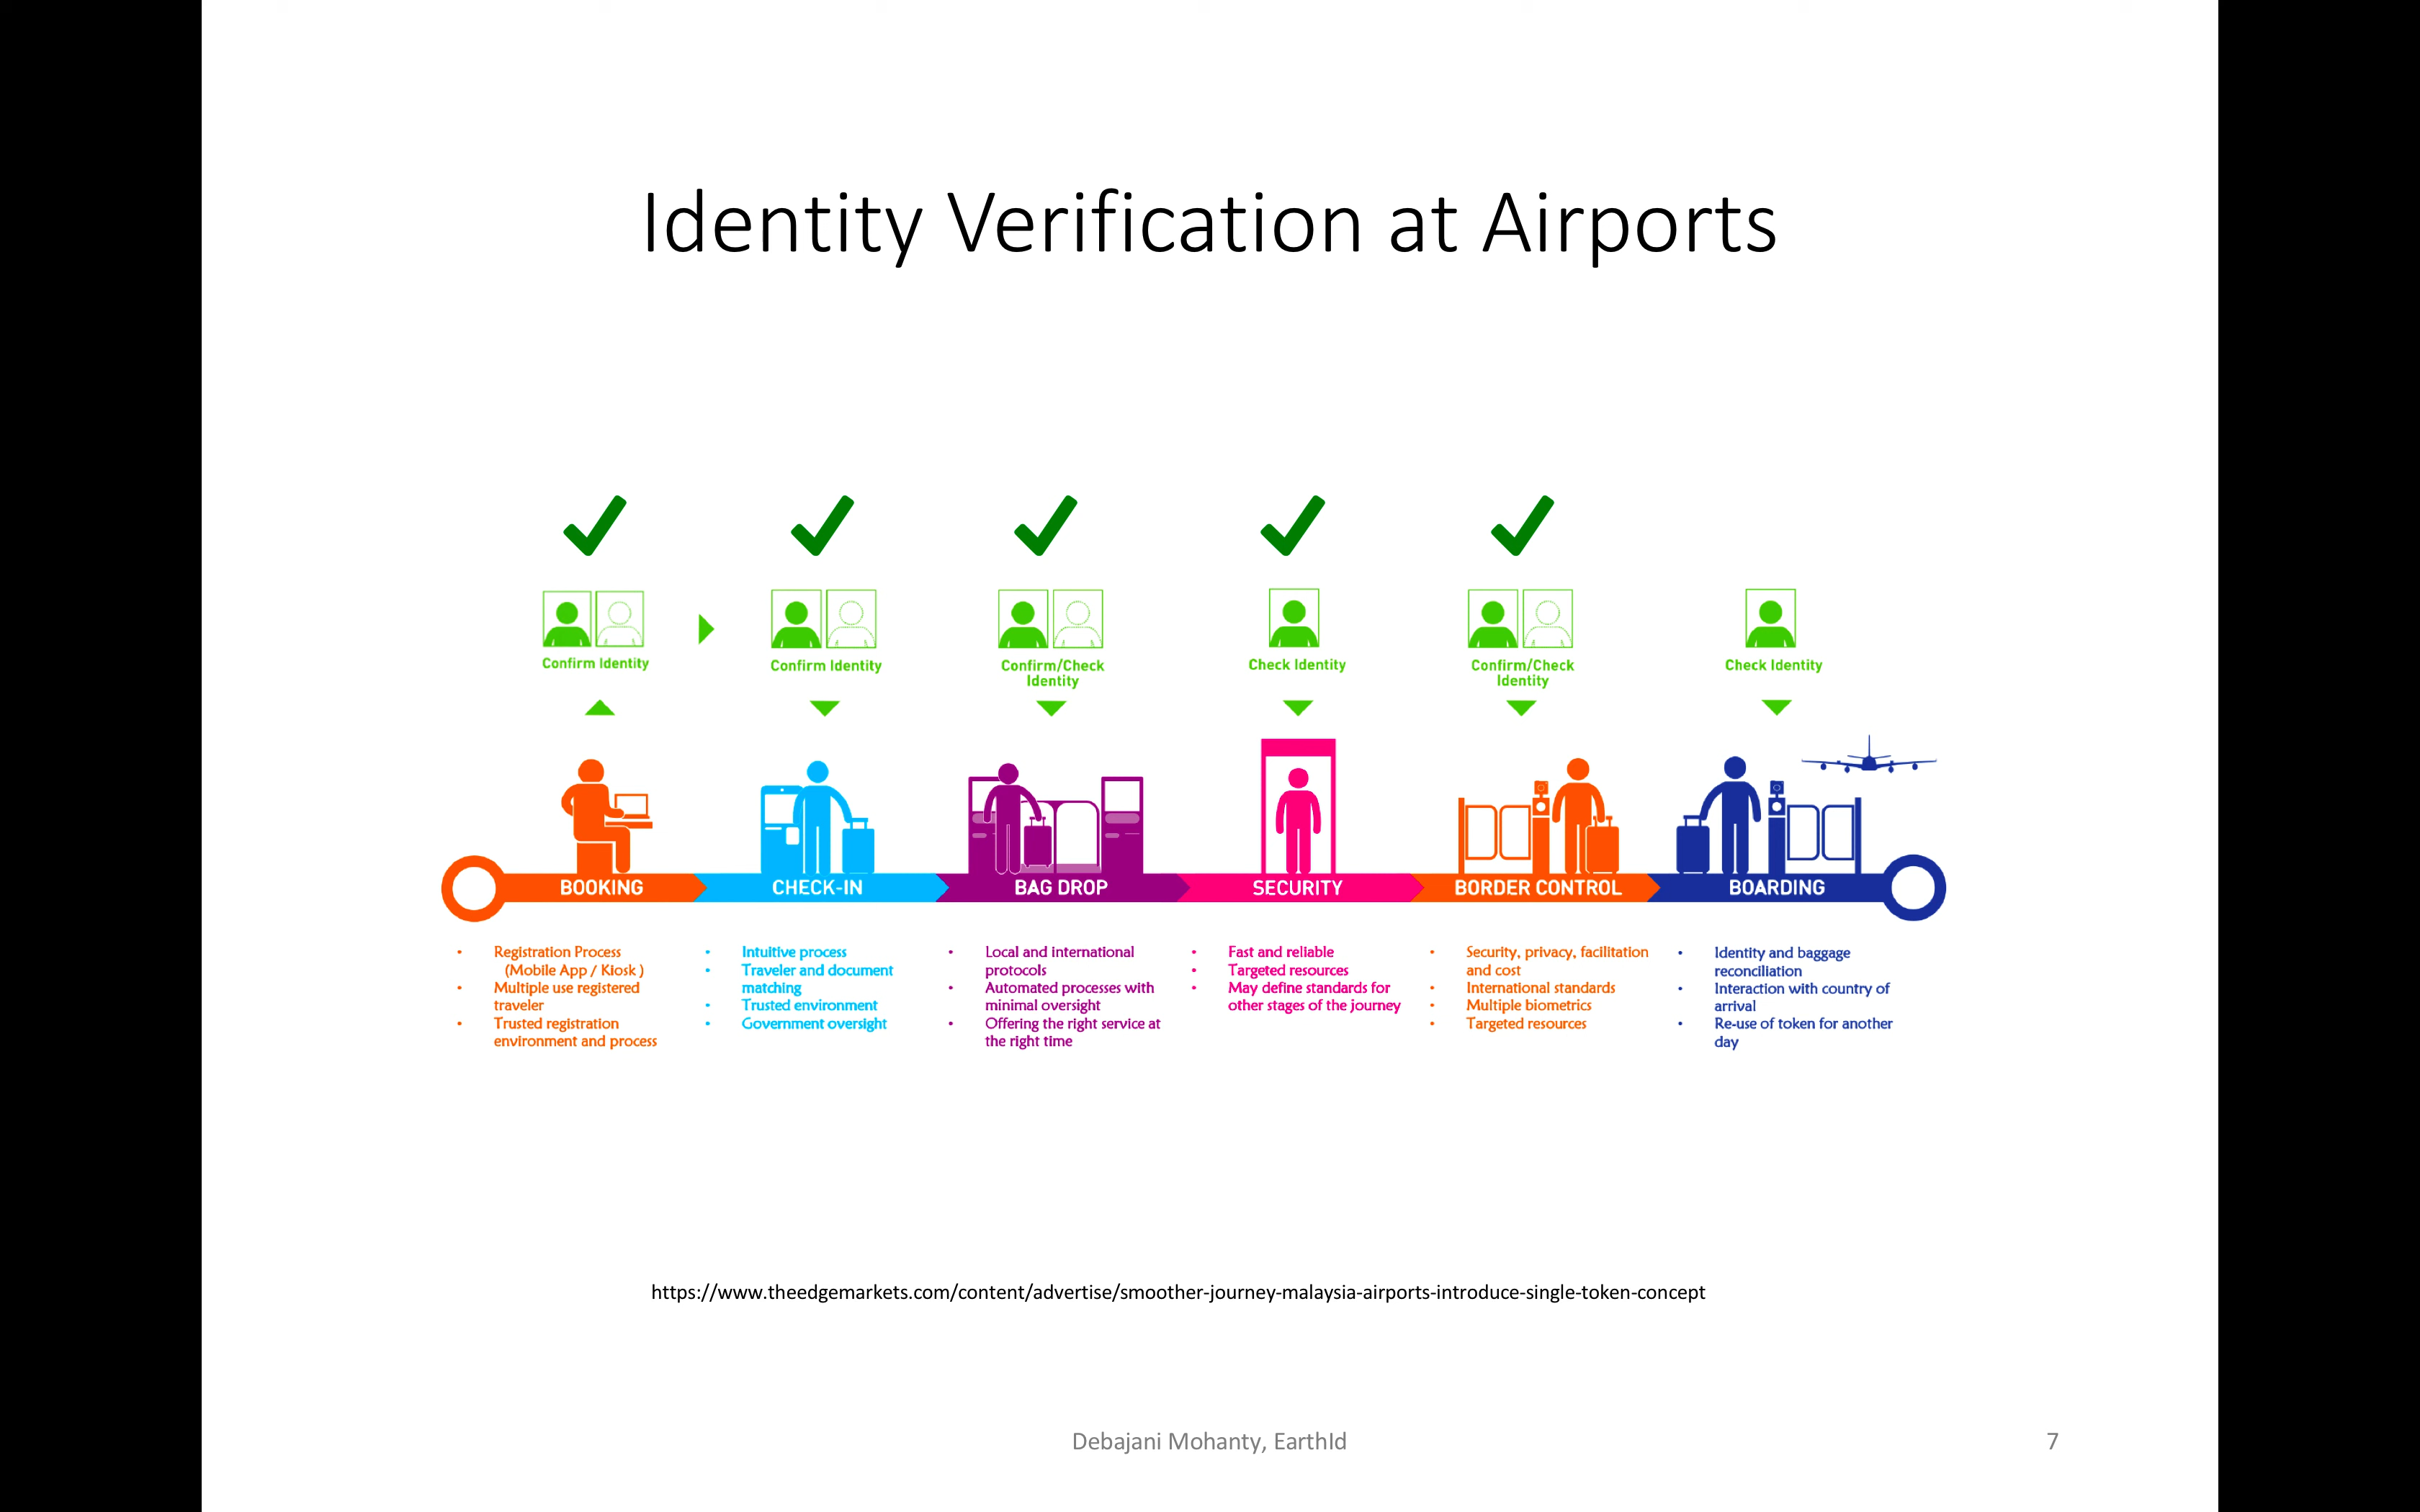 Identity Verification at Airports
Confirm Identity
Confirm Identity
Confirm/Check
Identity
Check Identity
Confirm/Check
Identity
Check Identity
BOOKING
CHECK-IN
BAG DROP
SECURITY
BORDER CONTROL
BOARDING
• Registration Process
(Mobile App / Kiosk )
• Multiple use registered
traveler
• Trusted registration
environment and process
• Intuitive process
• Traveler and document
matching
• Trusted environment
• Government oversight
• Local and international
protocols
• Automated processes with
minimal oversight
• Offering the right service at
the right time
• Fast and reliable
• Targeted resources
• May define standards for
other stages of the journey
• Security, privacy, facilitation
and cost
• International standards
• Multiple biometrics
• Targeted resources
• Identity and baggage
reconciliation
• Interaction with country of
arrival
• Re-use of token for another
day
https://www.theedgemarkets.com/content/advertise/smoother-journey-malaysia-airports-introduce-single-token-concept
Debajani Mohanty, EarthId
7